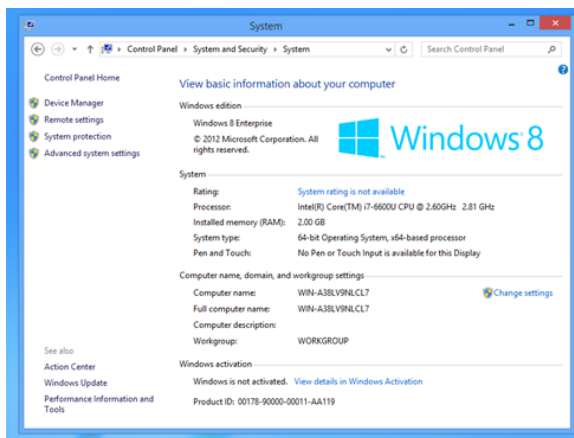 System
Control Panel › System and Security › System
Search Control Panel
Control Panel Home
Device Manager
Remote settings
System protection
Advanced system settings
See also
Action Center
Windows Update
Performance Information and
Tools
View basic information about your computer
Windows edition
Windows 8 Enterprise
© 2012 Microsoft Corporation. All
rights reserved.
Windows 8
System
Rating: System rating is not available
Processor: Intel(R) Core(TM) i7-6600U CPU @ 2.60GHz 2.81 GHz
Installed memory (RAM): 2.00 GB
System type: 64-bit Operating System, x64-based processor
Pen and Touch: No Pen or Touch Input is available for this Display
Computer name, domain, and workgroup settings
Computer name: WIN-A38LV9NLCL7
Change settings
Full computer name: WIN-A38LV9NLCL7
Computer description:
Workgroup: WORKGROUP
Windows activation
Windows is not activated. View details in Windows Activation
Product ID: 00178-90000-00011-AA119